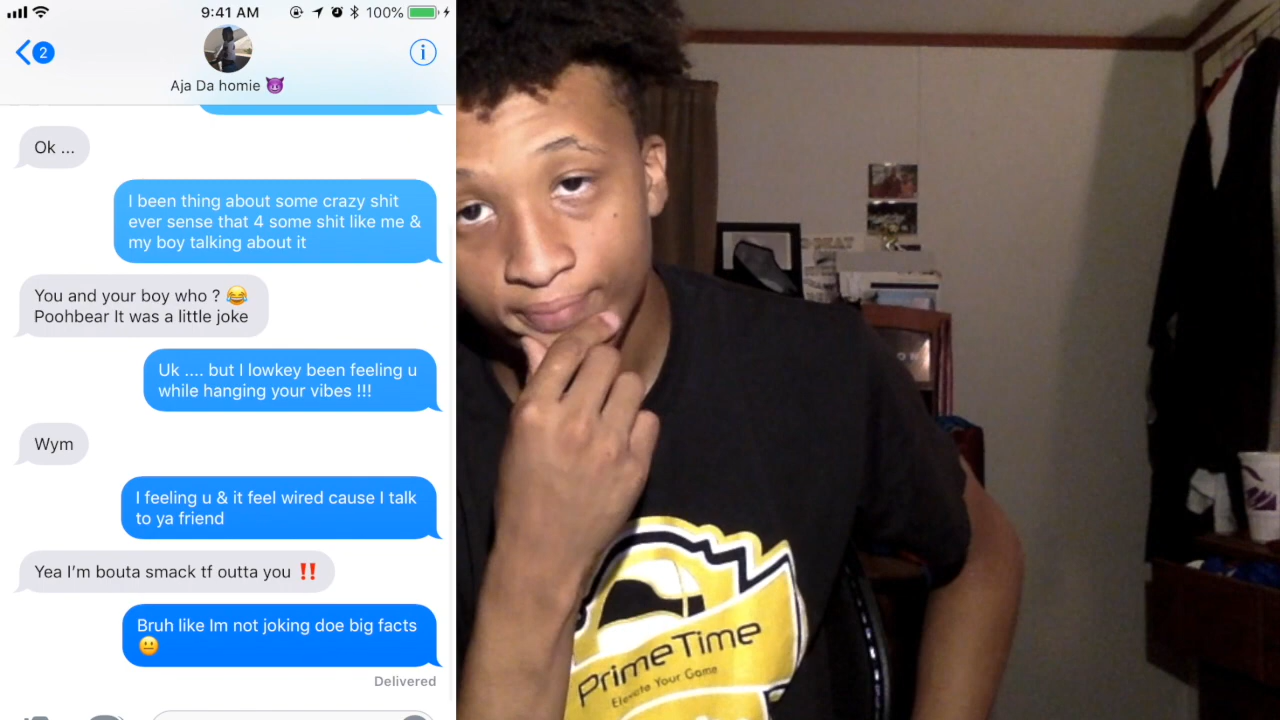 9:41 AM
100%
2
Aja Da homie 😈
Ok ...
I been thing about some crazy shit
ever sense that 4 some shit like me &
my boy talking about it
You and your boy who ? 😂
Poohbear It was a little joke
Uk .... but I lowkey been feeling u
while hanging your vibes !!!
Wym
I feeling u & it feel wired cause I talk
to ya friend
Yea I’m bouta smack tf outta you ‼️
Bruh like Im not joking doe big facts
😐
Delivered
PrimeTime
Elevate Your Game